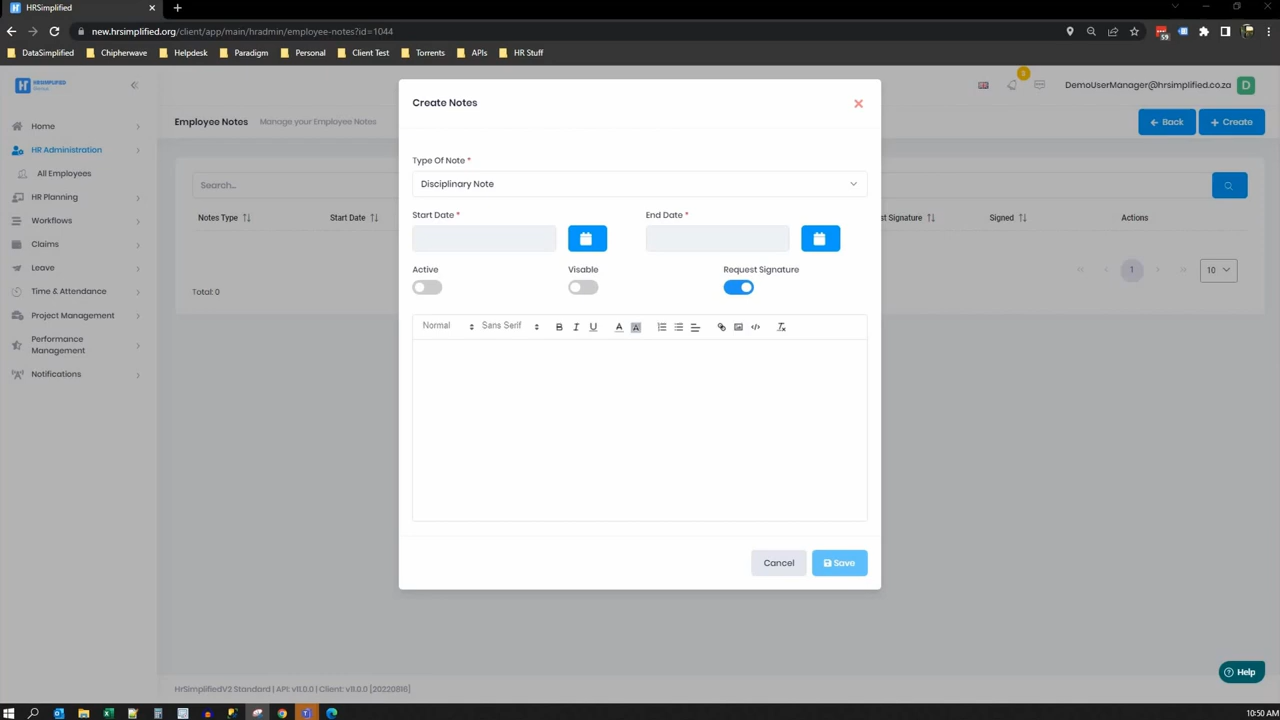 HRSimplified
new.hrsimplified.org/client/app/main/hradmin/employee-notes?id=1044
59
DataSimplified Chipherwave Helpdesk Paradigm Personal Client Test Torrents APIs HR Stuff
HRSIMPLIFIED
3
DemoUserManager@hrsimplified.co.za D
Create Notes
Employee Notes Manage your Employee Notes
Back Create
Home
HR Administration
All Employees
HR Planning
Workflows
Claims
Leave
Time & Attendance
Project Management
Performance
Management
Notifications
Search...
Notes Type Start Date st Signature Signed Actions
1 10
Total: 0
Type Of Note *
Disciplinary Note
Start Date * End Date *
Active Visable Request Signature
Normal Sans Serif B I U A A
Cancel Save
Help
HrSimplifiedV2 Standard | API: v11.0.0 | Client: v11.0.0 [20220816]
10:50 AM